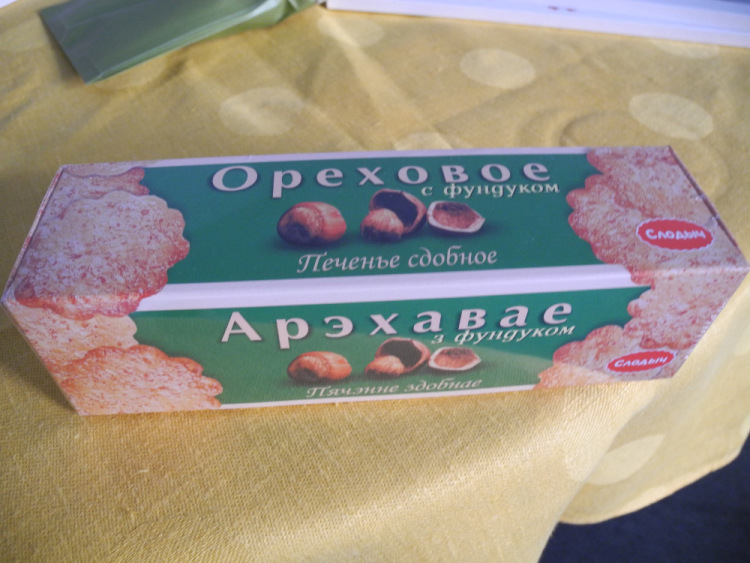 Ореховое
с фундуком
Печенье сдобное
Слодыч
Арэхавае
з фундуком
Пячэнне здобнае
Слодыч